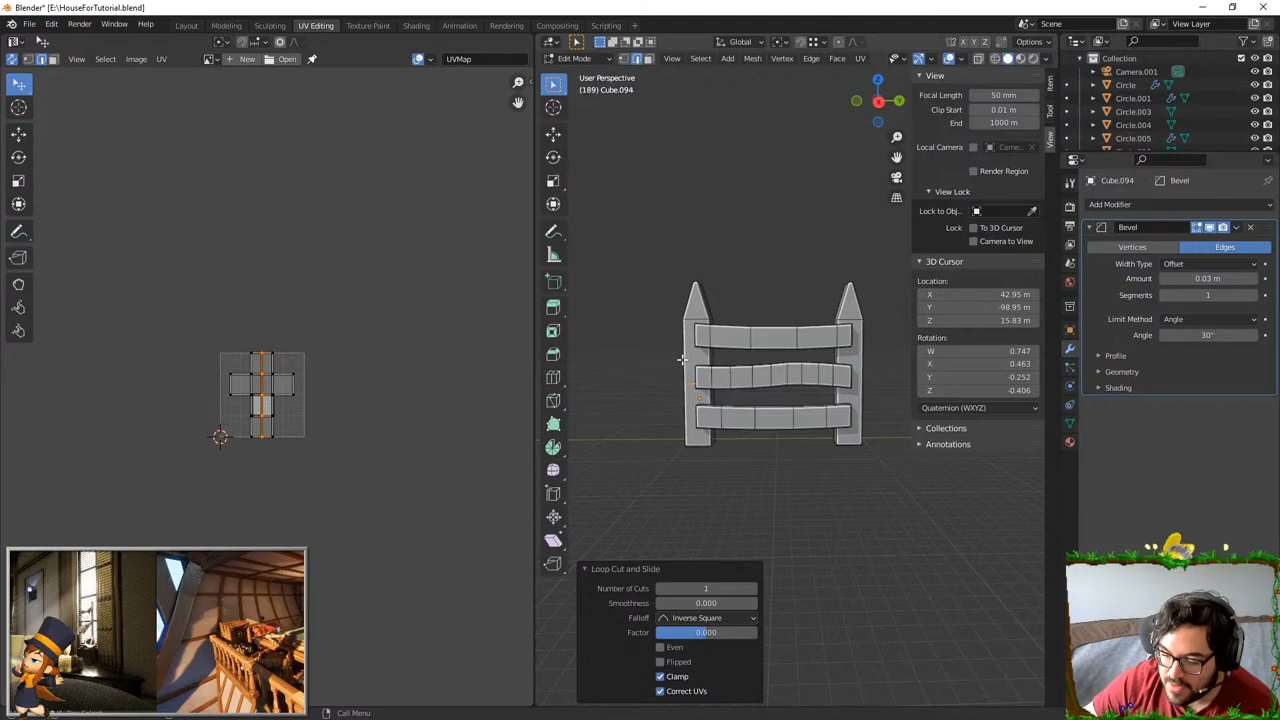 Blender* [E:\HouseForTutorial.blend]
File Edit Render Window Help Layout Modeling Sculpting UV Editing Texture Paint Shading Animation Rendering Compositing Scripting Scene View Layer
Global Options
View Select Image UV New Open UVMap Edit Mode View Select Add Mesh Vertex Edge Face UV
User Perspective
(189) Cube.094
View
Focal Length 50 mm
Clip Start 0.01 m
End 1000 m
Local Camera Came...
Render Region
View Lock
Lock to Obj...
Lock To 3D Cursor
Camera to View
3D Cursor
Location:
X 42.95 m
Y -98.95 m
Z 15.83 m
Rotation:
W 0.747
X 0.463
Y -0.252
Z -0.406
Quaternion (WXYZ)
Collections
Annotations
Item
Tool
View
Collection
Camera.001
Circle
Circle.001
Circle.003
Circle.004
Circle.005
Cube.094 Bevel
Add Modifier
Bevel
Vertices Edges
Width Type Offset
Amount 0.03 m
Segments 1
Limit Method Angle
Angle 30°
Profile
Geometry
Shading
Loop Cut and Slide
Number of Cuts 1
Smoothness 0.000
Falloff Inverse Square
Factor 0.000
Even
Flipped
Clamp
Correct UVs
Call Menu